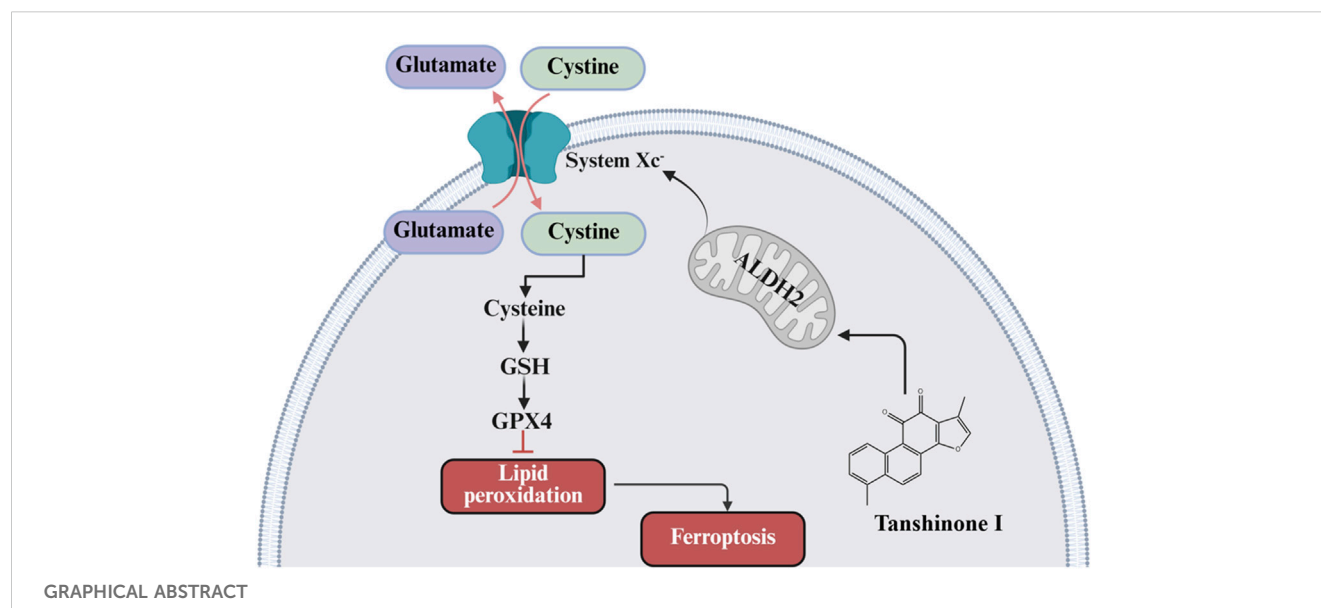 Glutamate
Cystine
System Xc-
Glutamate
Cystine
ALDH2
Cysteine
GSH
GPX4
Lipid
peroxidation
Ferroptosis
O
O
O
Tanshinone I
GRAPHICAL ABSTRACT